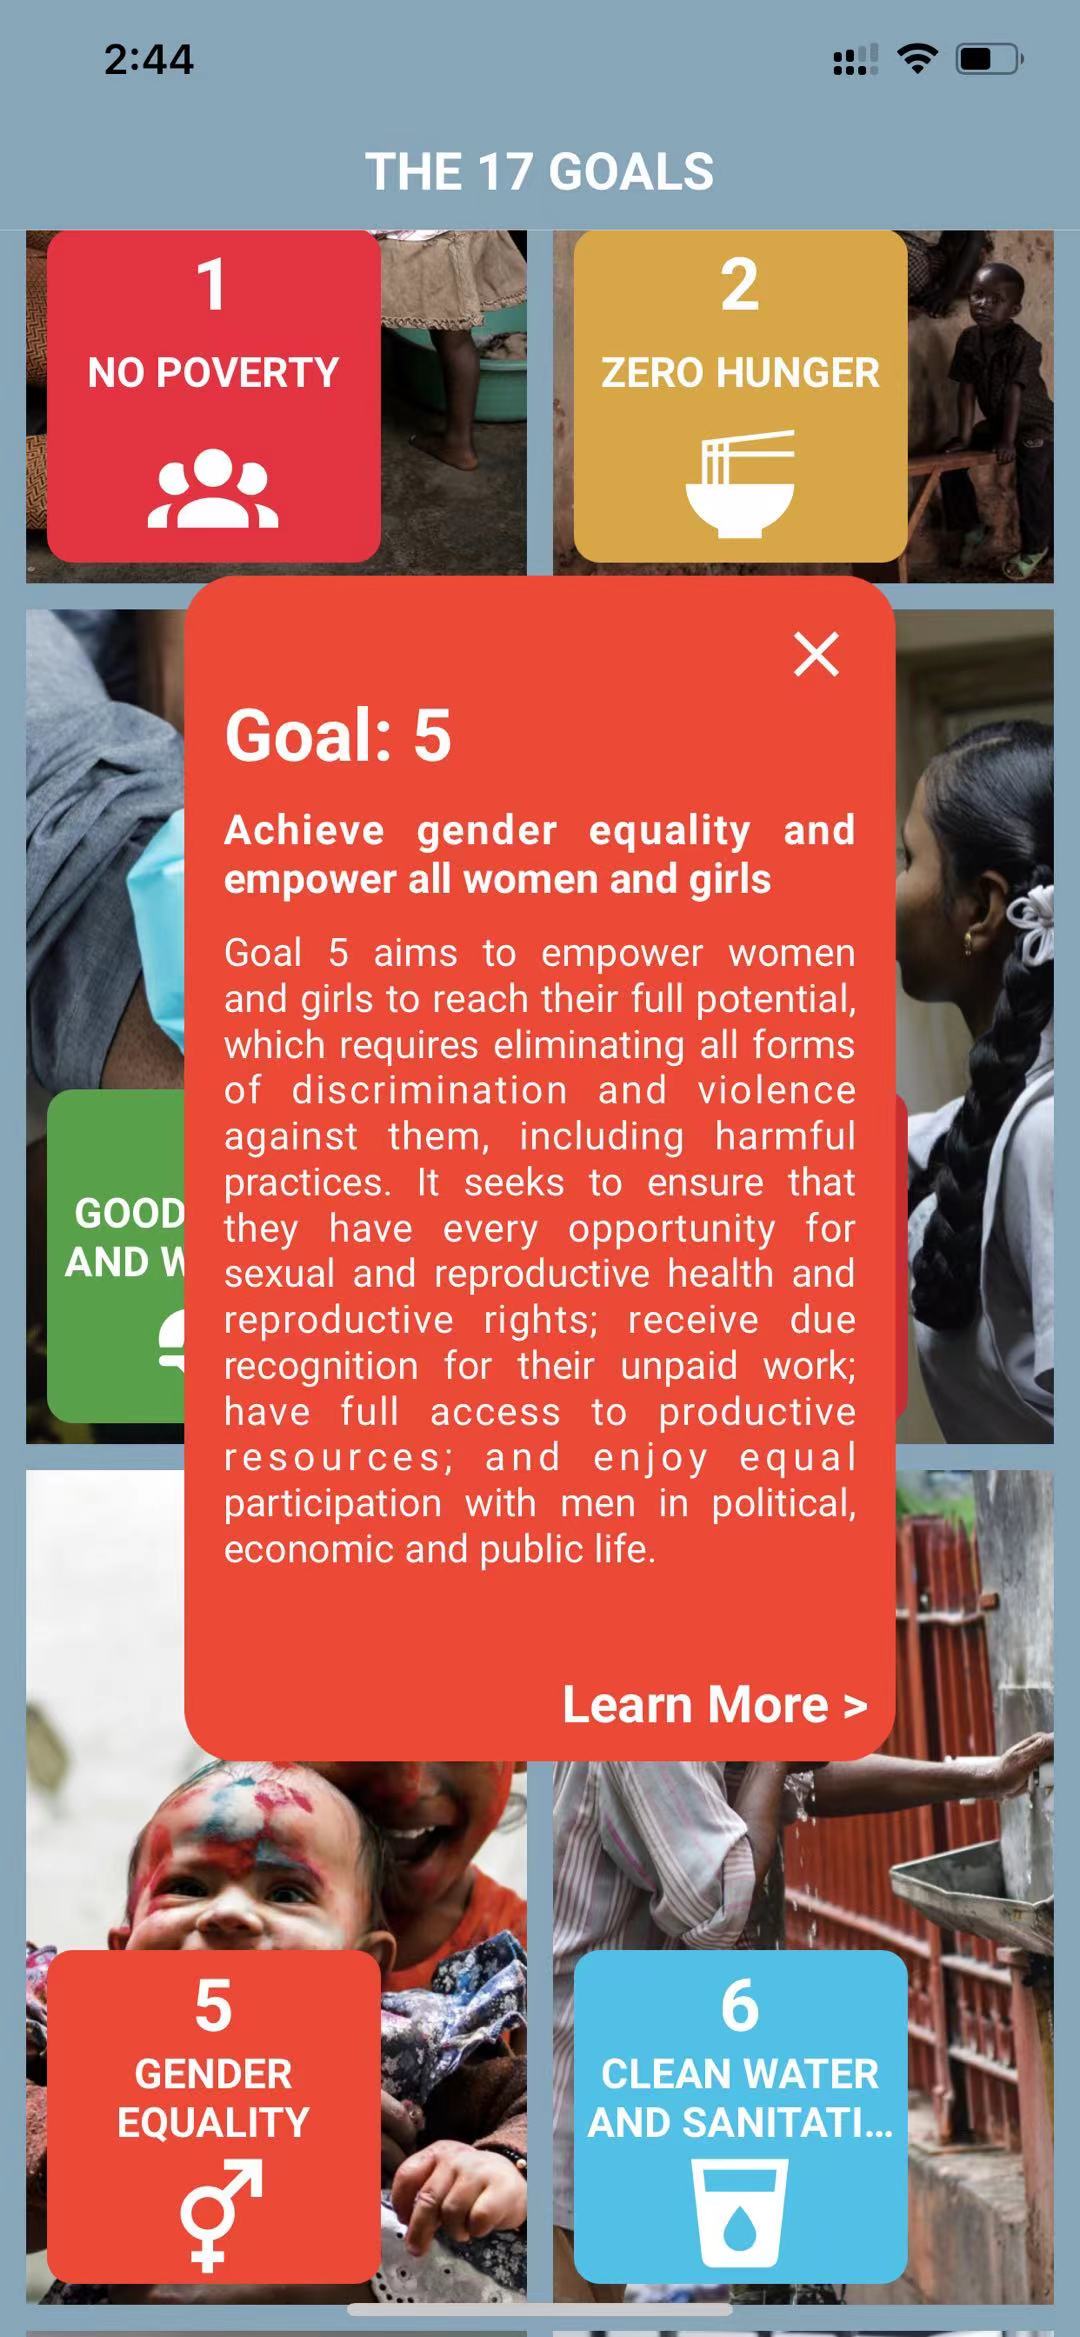 2:44
THE 17 GOALS
1
NO POVERTY
2
ZERO HUNGER
Goal: 5
Achieve gender equality and
empower all women and girls
Goal 5 aims to empower women
and girls to reach their full potential,
which requires eliminating all forms
of discrimination and violence
against them, including harmful
practices. It seeks to ensure that
they have every opportunity for
sexual and reproductive health and
reproductive rights; receive due
recognition for their unpaid work;
have full access to productive
resources; and enjoy equal
participation with men in political,
economic and public life.
Learn More >
GOOD
AND
5
GENDER
EQUALITY
6
CLEAN WATER
AND SANITATI...